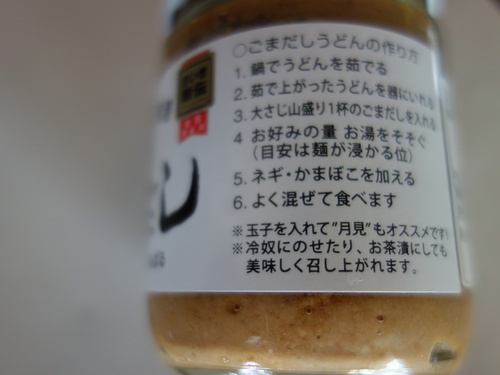 ○ごまだしうどんの作り方
1. 鍋でうどんを茹でる
2. 茹で上がったうどんを器にいれる
3. 大さじ山盛り1杯のごまだしを入れる
4 お好みの量 お湯をそそぐ
(目安は麺が浸かる位)
5. ネギ・かまぼこを加える
6. よく混ぜて食べます
※玉子を入れて"月見"もオススメです!
※冷奴にのせたり、お茶漬にしても
美味しく召し上がれます。
し